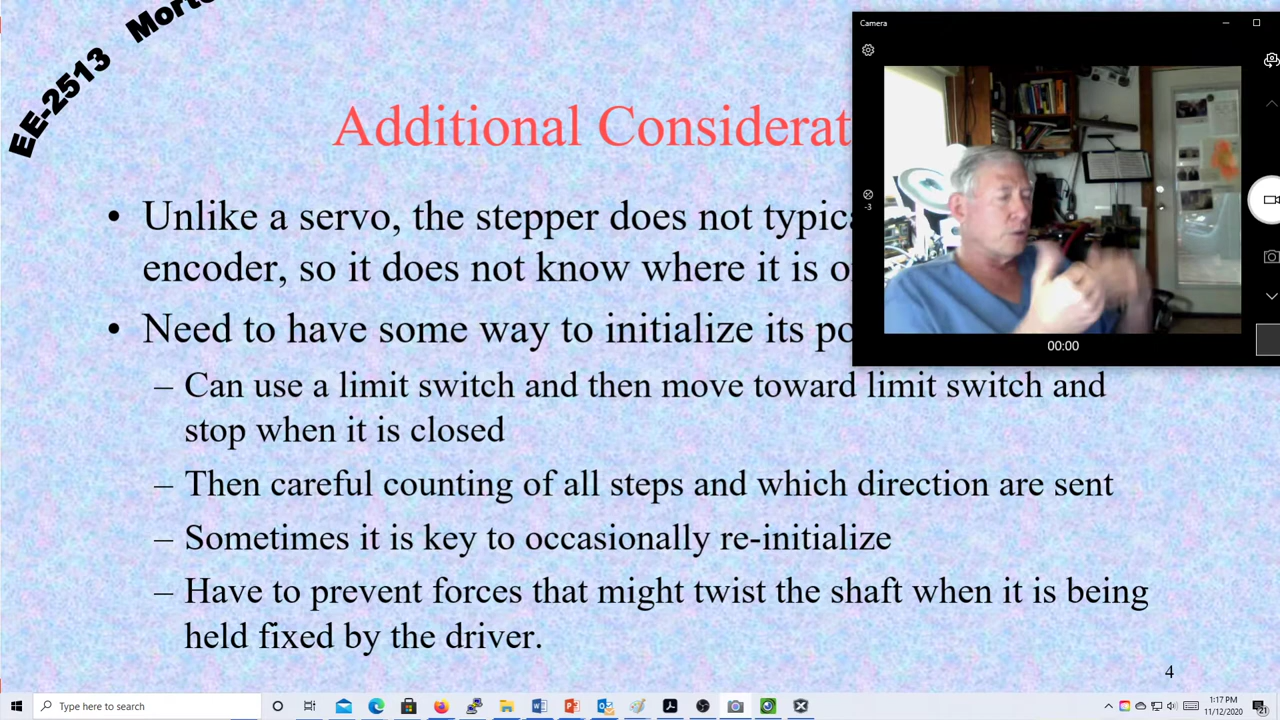 EE-2513
Camera
Additional
• Unlike a servo, the stepper does not
encoder, so it does not know where it is
• Need to have some way to initialize its
-3
00:00
– Can use a limit switch and then move toward limit switch and
stop when it is closed
– Then careful counting of all steps and which direction are sent
– Sometimes it is key to occasionally re-initialize
– Have to prevent forces that might twist the shaft when it is being
held fixed by the driver.
4
Type here to search
1:17 PM
11/12/2020
21